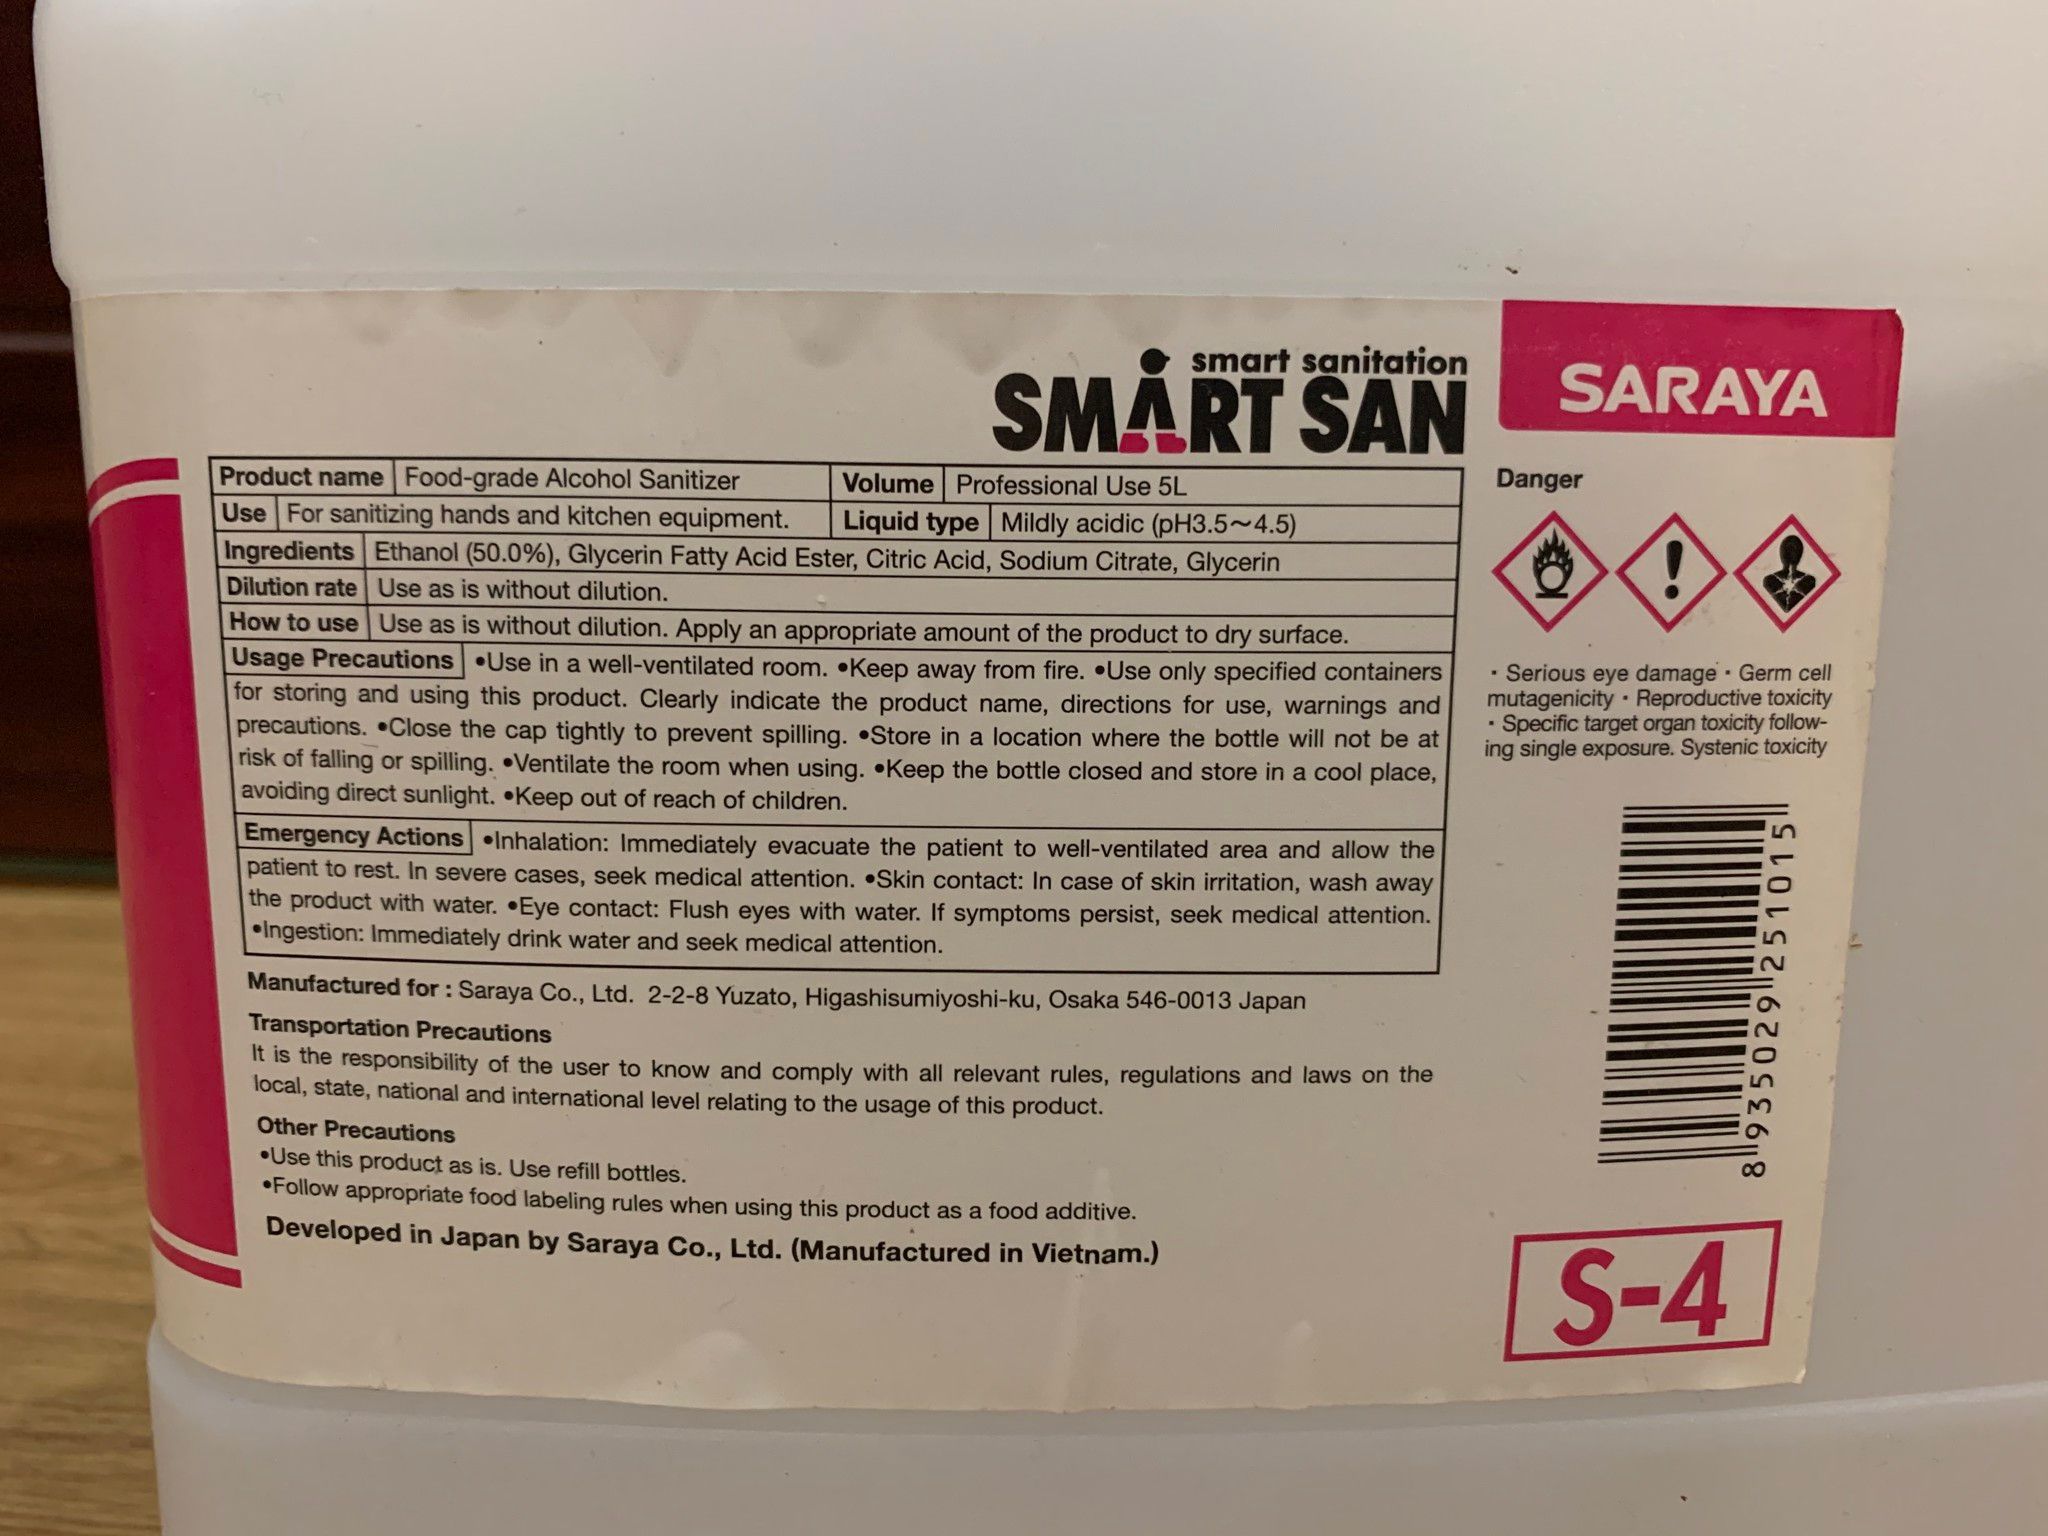 smart sanitation
SMART SAN
SARAYA
Product name Food-grade Alcohol Sanitizer Volume Professional Use 5L
Use For sanitizing hands and kitchen equipment. Liquid type Mildly acidic (pH3.5~4.5)
Ingredients Ethanol (50.0%), Glycerin Fatty Acid Ester, Citric Acid, Sodium Citrate, Glycerin
Dilution rate Use as is without dilution.
How to use Use as is without dilution. Apply an appropriate amount of the product to dry surface.
Usage Precautions •Use in a well-ventilated room. •Keep away from fire. •Use only specified containers
for storing and using this product. Clearly indicate the product name, directions for use, warnings and
precautions. •Close the cap tightly to prevent spilling. •Store in a location where the bottle will not be at
risk of falling or spilling. •Ventilate the room when using. •Keep the bottle closed and store in a cool place,
avoiding direct sunlight. •Keep out of reach of children.
Emergency Actions •Inhalation: Immediately evacuate the patient to well-ventilated area and allow the
patient to rest. In severe cases, seek medical attention. •Skin contact: In case of skin irritation, wash away
the product with water. •Eye contact: Flush eyes with water. If symptoms persist, seek medical attention.
•Ingestion: Immediately drink water and seek medical attention.
Manufactured for : Saraya Co., Ltd. 2-2-8 Yuzato, Higashisumiyoshi-ku, Osaka 546-0013 Japan
Transportation Precautions
It is the responsibility of the user to know and comply with all relevant rules, regulations and laws on the
local, state, national and international level relating to the usage of this product.
Other Precautions
•Use this product as is. Use refill bottles.
•Follow appropriate food labeling rules when using this product as a food additive.
Developed in Japan by Saraya Co., Ltd. (Manufactured in Vietnam.)
Danger
· Serious eye damage · Germ cell
mutagenicity · Reproductive toxicity
· Specific target organ toxicity follow-
ing single exposure. Systenic toxicity
8 935029 251015
S-4